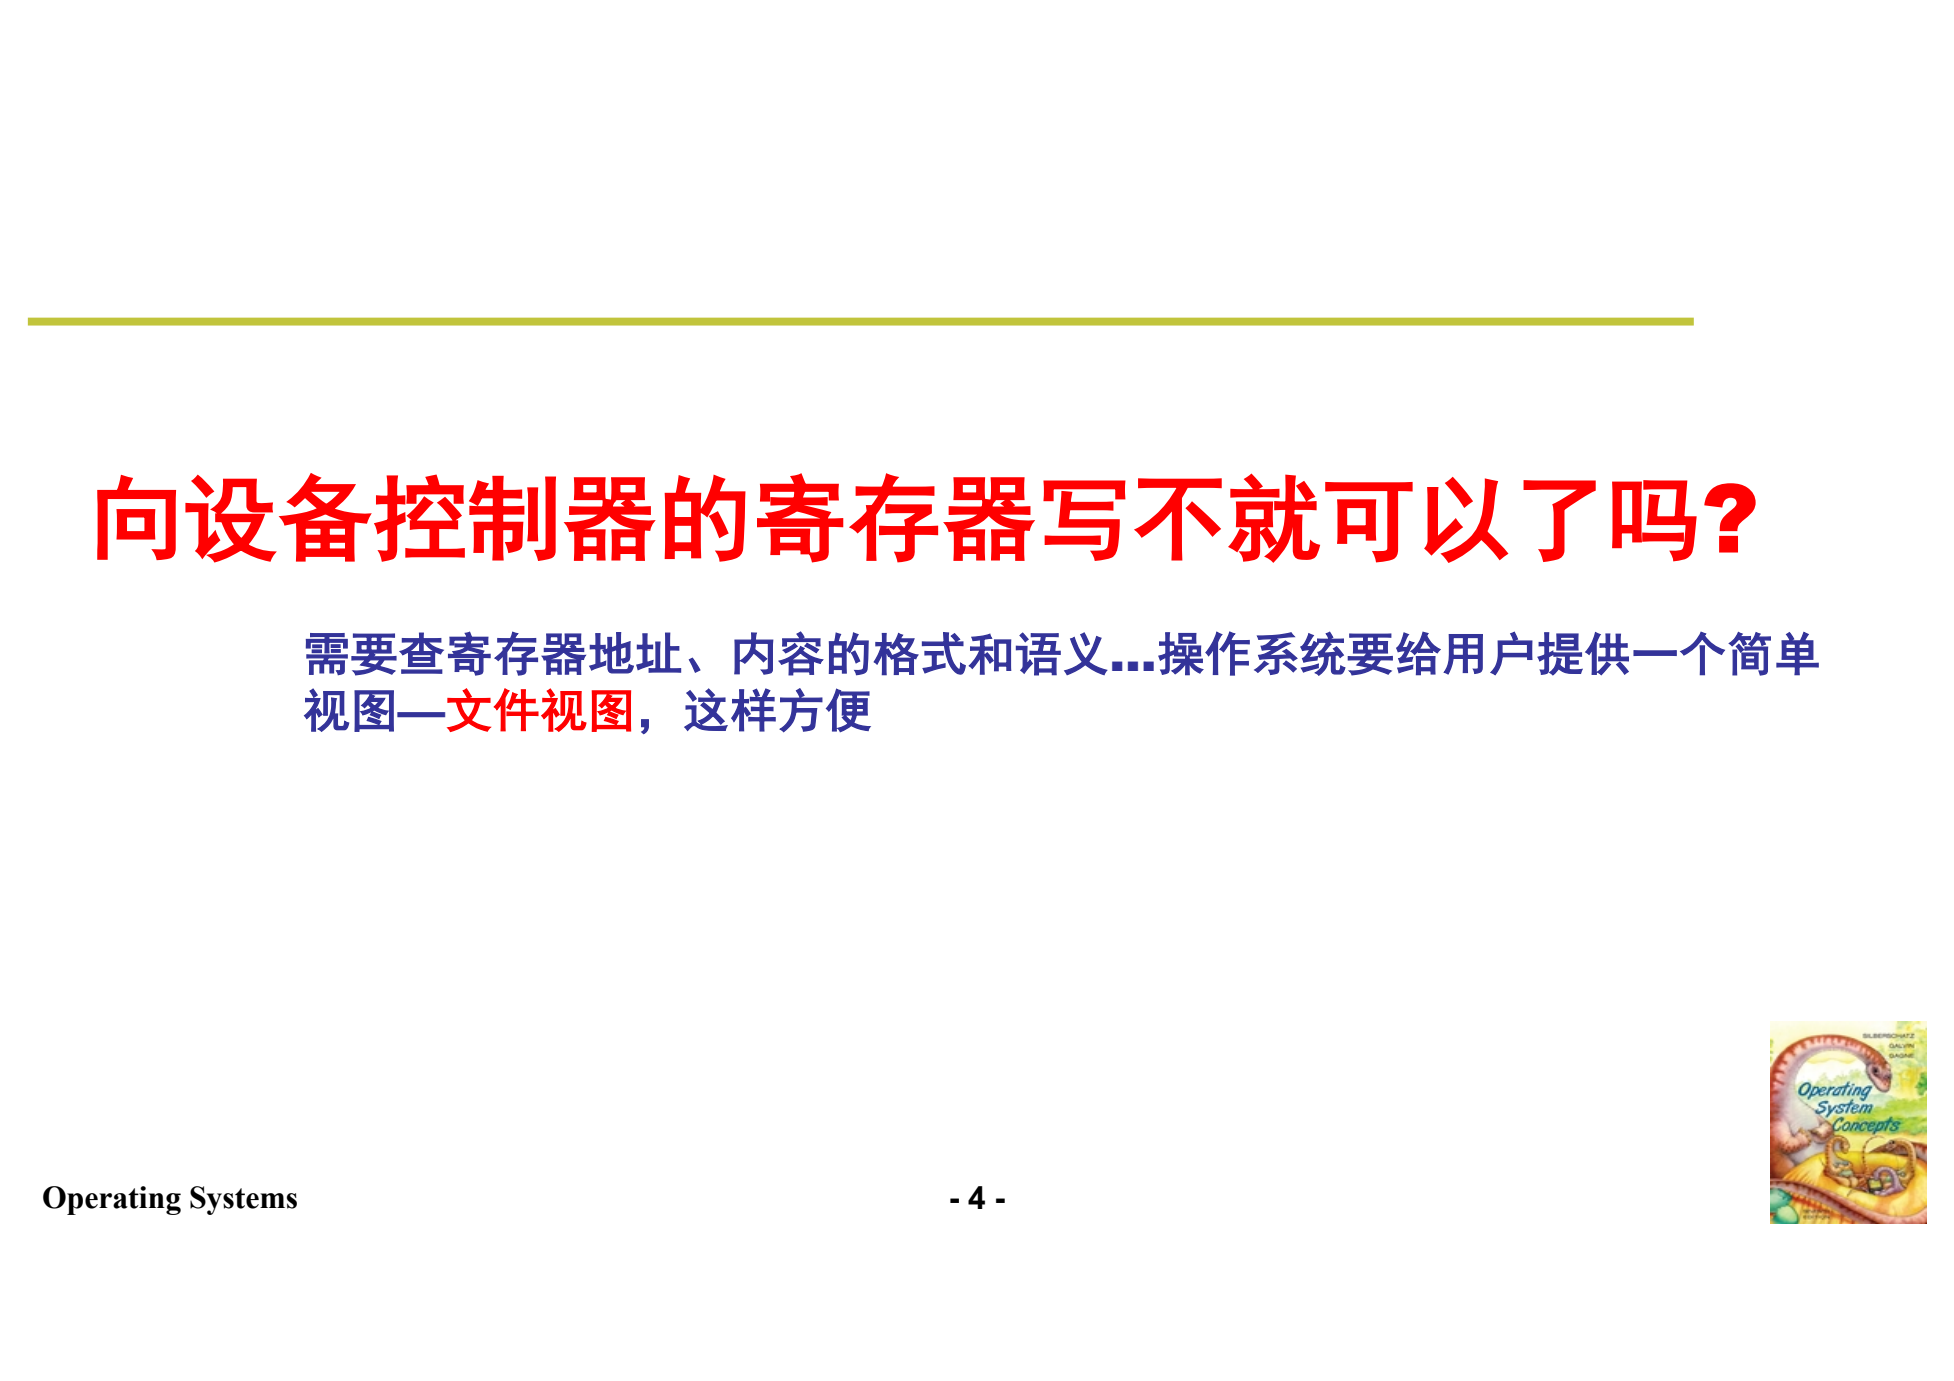 向设备控制器的寄存器写不就可以了吗?
需要查寄存器地址、内容的格式和语义...操作系统要给用户提供一个简单
视图—文件视图，这样方便
SILBERSCHATZ
GALVIN
GAGNE
Operating
System
Concepts
Operating Systems
- 4 -